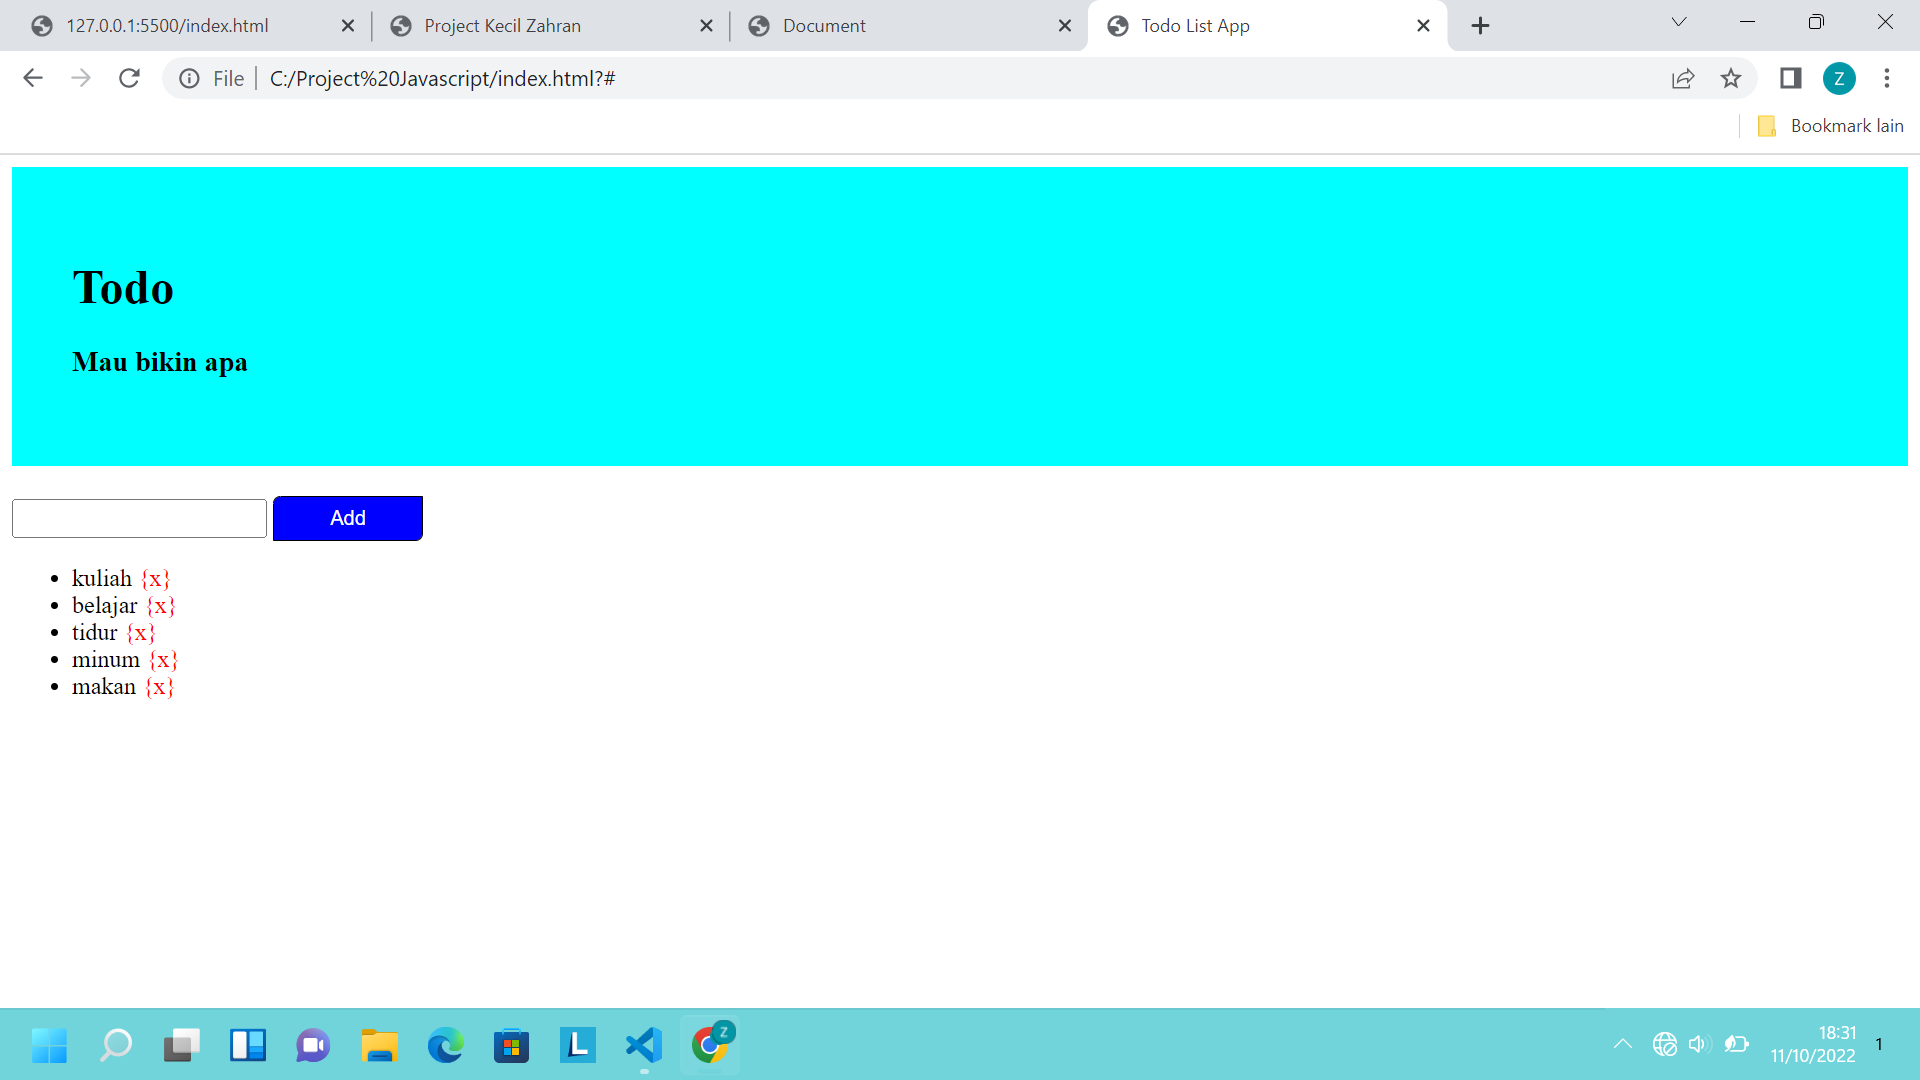 127.0.0.1:5500/index.html
Project Kecil Zahran
Document
Todo List App
File
C:/Project%20Javascript/index.html?#
Z
Bookmark lain
Todo
Mau bikin apa
Add
kuliah {x}
belajar {x}
tidur {x}
minum {x}
makan {x}
L
Z
18:31
11/10/2022
1